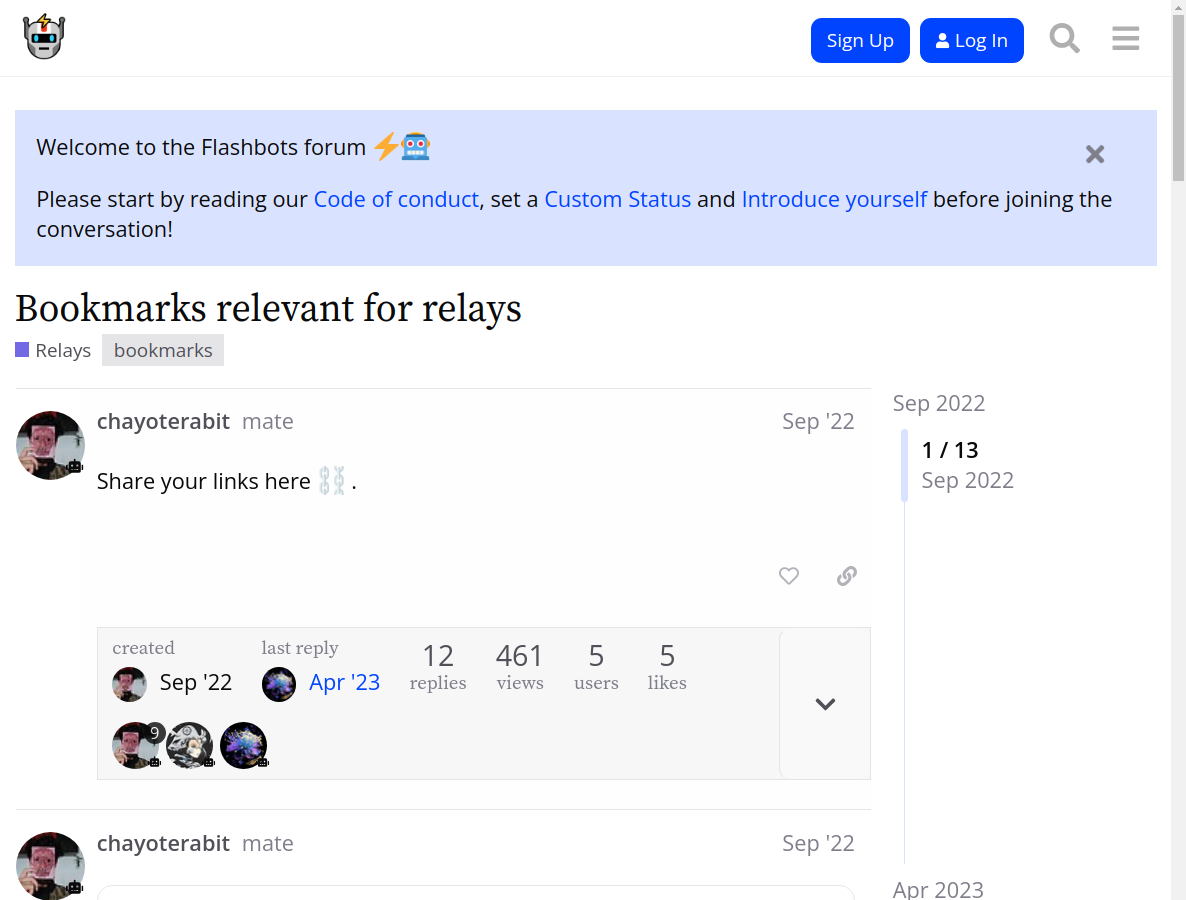 Sign Up
Log In
Welcome to the Flashbots forum
Please start by reading our Code of conduct, set a Custom Status and Introduce yourself before joining the
conversation!
Bookmarks relevant for relays
Relays bookmarks
chayoterabit mate Sep '22
Share your links here .
created
Sep '22
last reply
Apr '23
12
replies
461
views
5
users
5
likes
9
chayoterabit mate Sep '22
Sep 2022
1 / 13
Sep 2022
Apr 2023